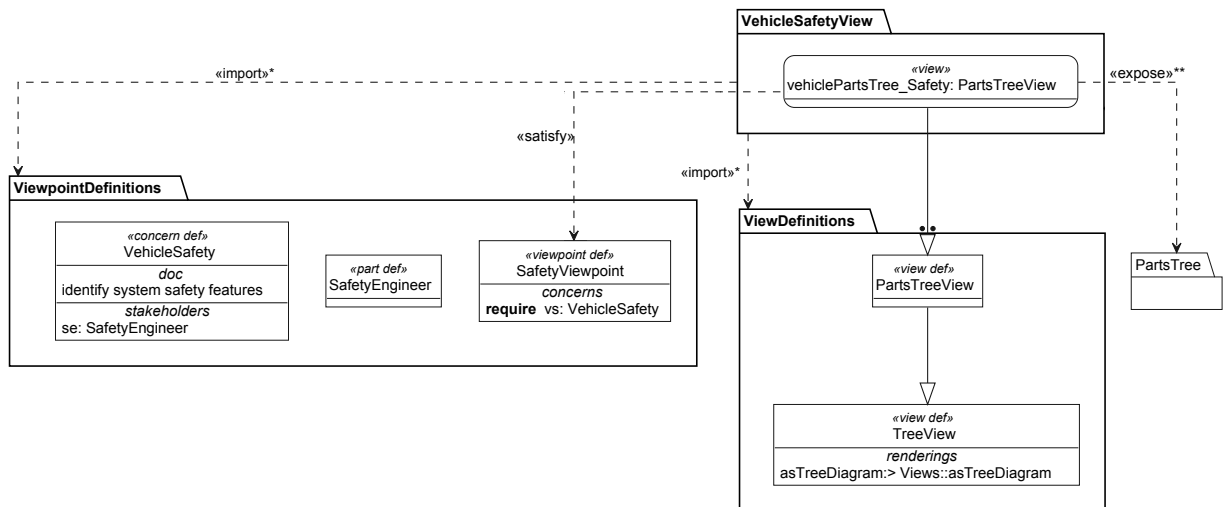 VehicleSafetyView
«view»
vehiclePartsTree_Safety: PartsTreeView
«import»*
«expose»**
«satisfy»
«import»*
ViewpointDefinitions
«concern def»
VehicleSafety
doc
identify system safety features
stakeholders
se: SafetyEngineer
«part def»
SafetyEngineer
«viewpoint def»
SafetyViewpoint
concerns
require vs: VehicleSafety
ViewDefinitions
«view def»
PartsTreeView
PartsTree
«view def»
TreeView
renderings
asTreeDiagram:> Views::asTreeDiagram